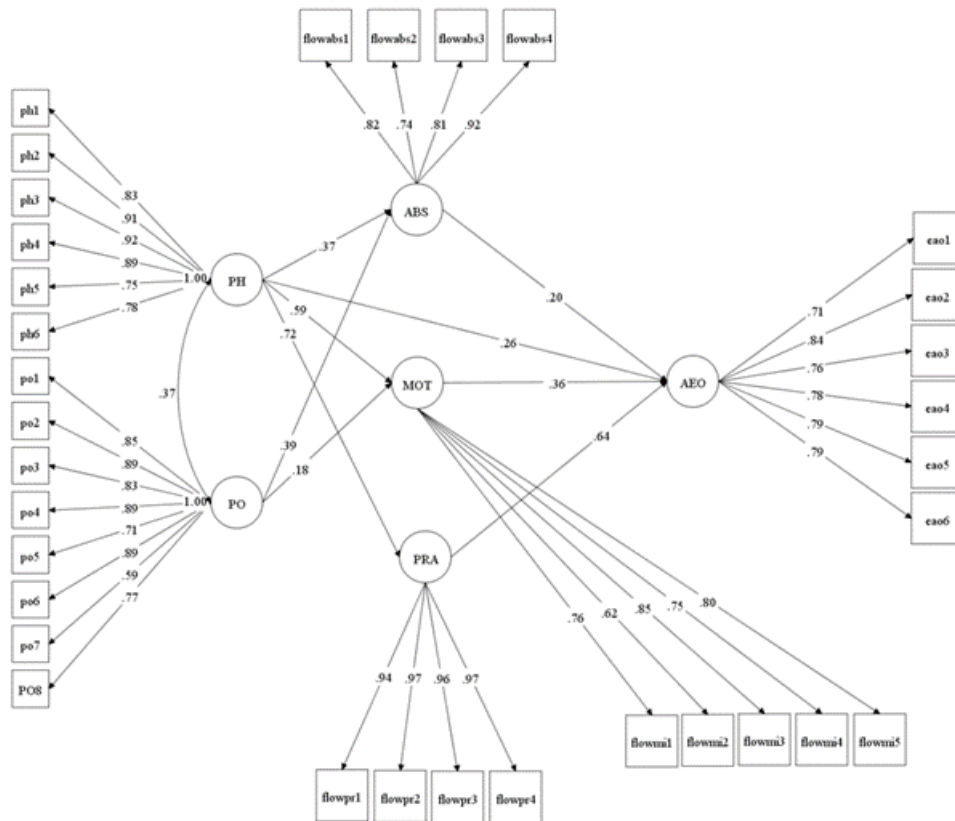 flowabs1 flowabs2 flowabs3 flowabs4
.82 .74 .81 .92
ph1
ph2
ph3
ph4
ph5
ph6
.83
.91
.92
.89
.75
.78
1.00
PH
ABS
.37
.59
.72
.20
.26
.37
po1
po2
po3
po4
po5
po6
po7
PO8
.85
.89
.83
.89
.71
.89
.59
.77
1.00
PO
MOT
.39
.18
.36
.64
AEO
.71
.84
.76
.78
.79
.79
eao1
eao2
eao3
eao4
eao5
eao6
PRA
.94 .97 .96 .97
flowpr1 flowpr2 flowpr3 flowpr4
.76 .62 .85 .75 .80
flowmi1 flowmi2 flowmi3 flowmi4 flowmi5